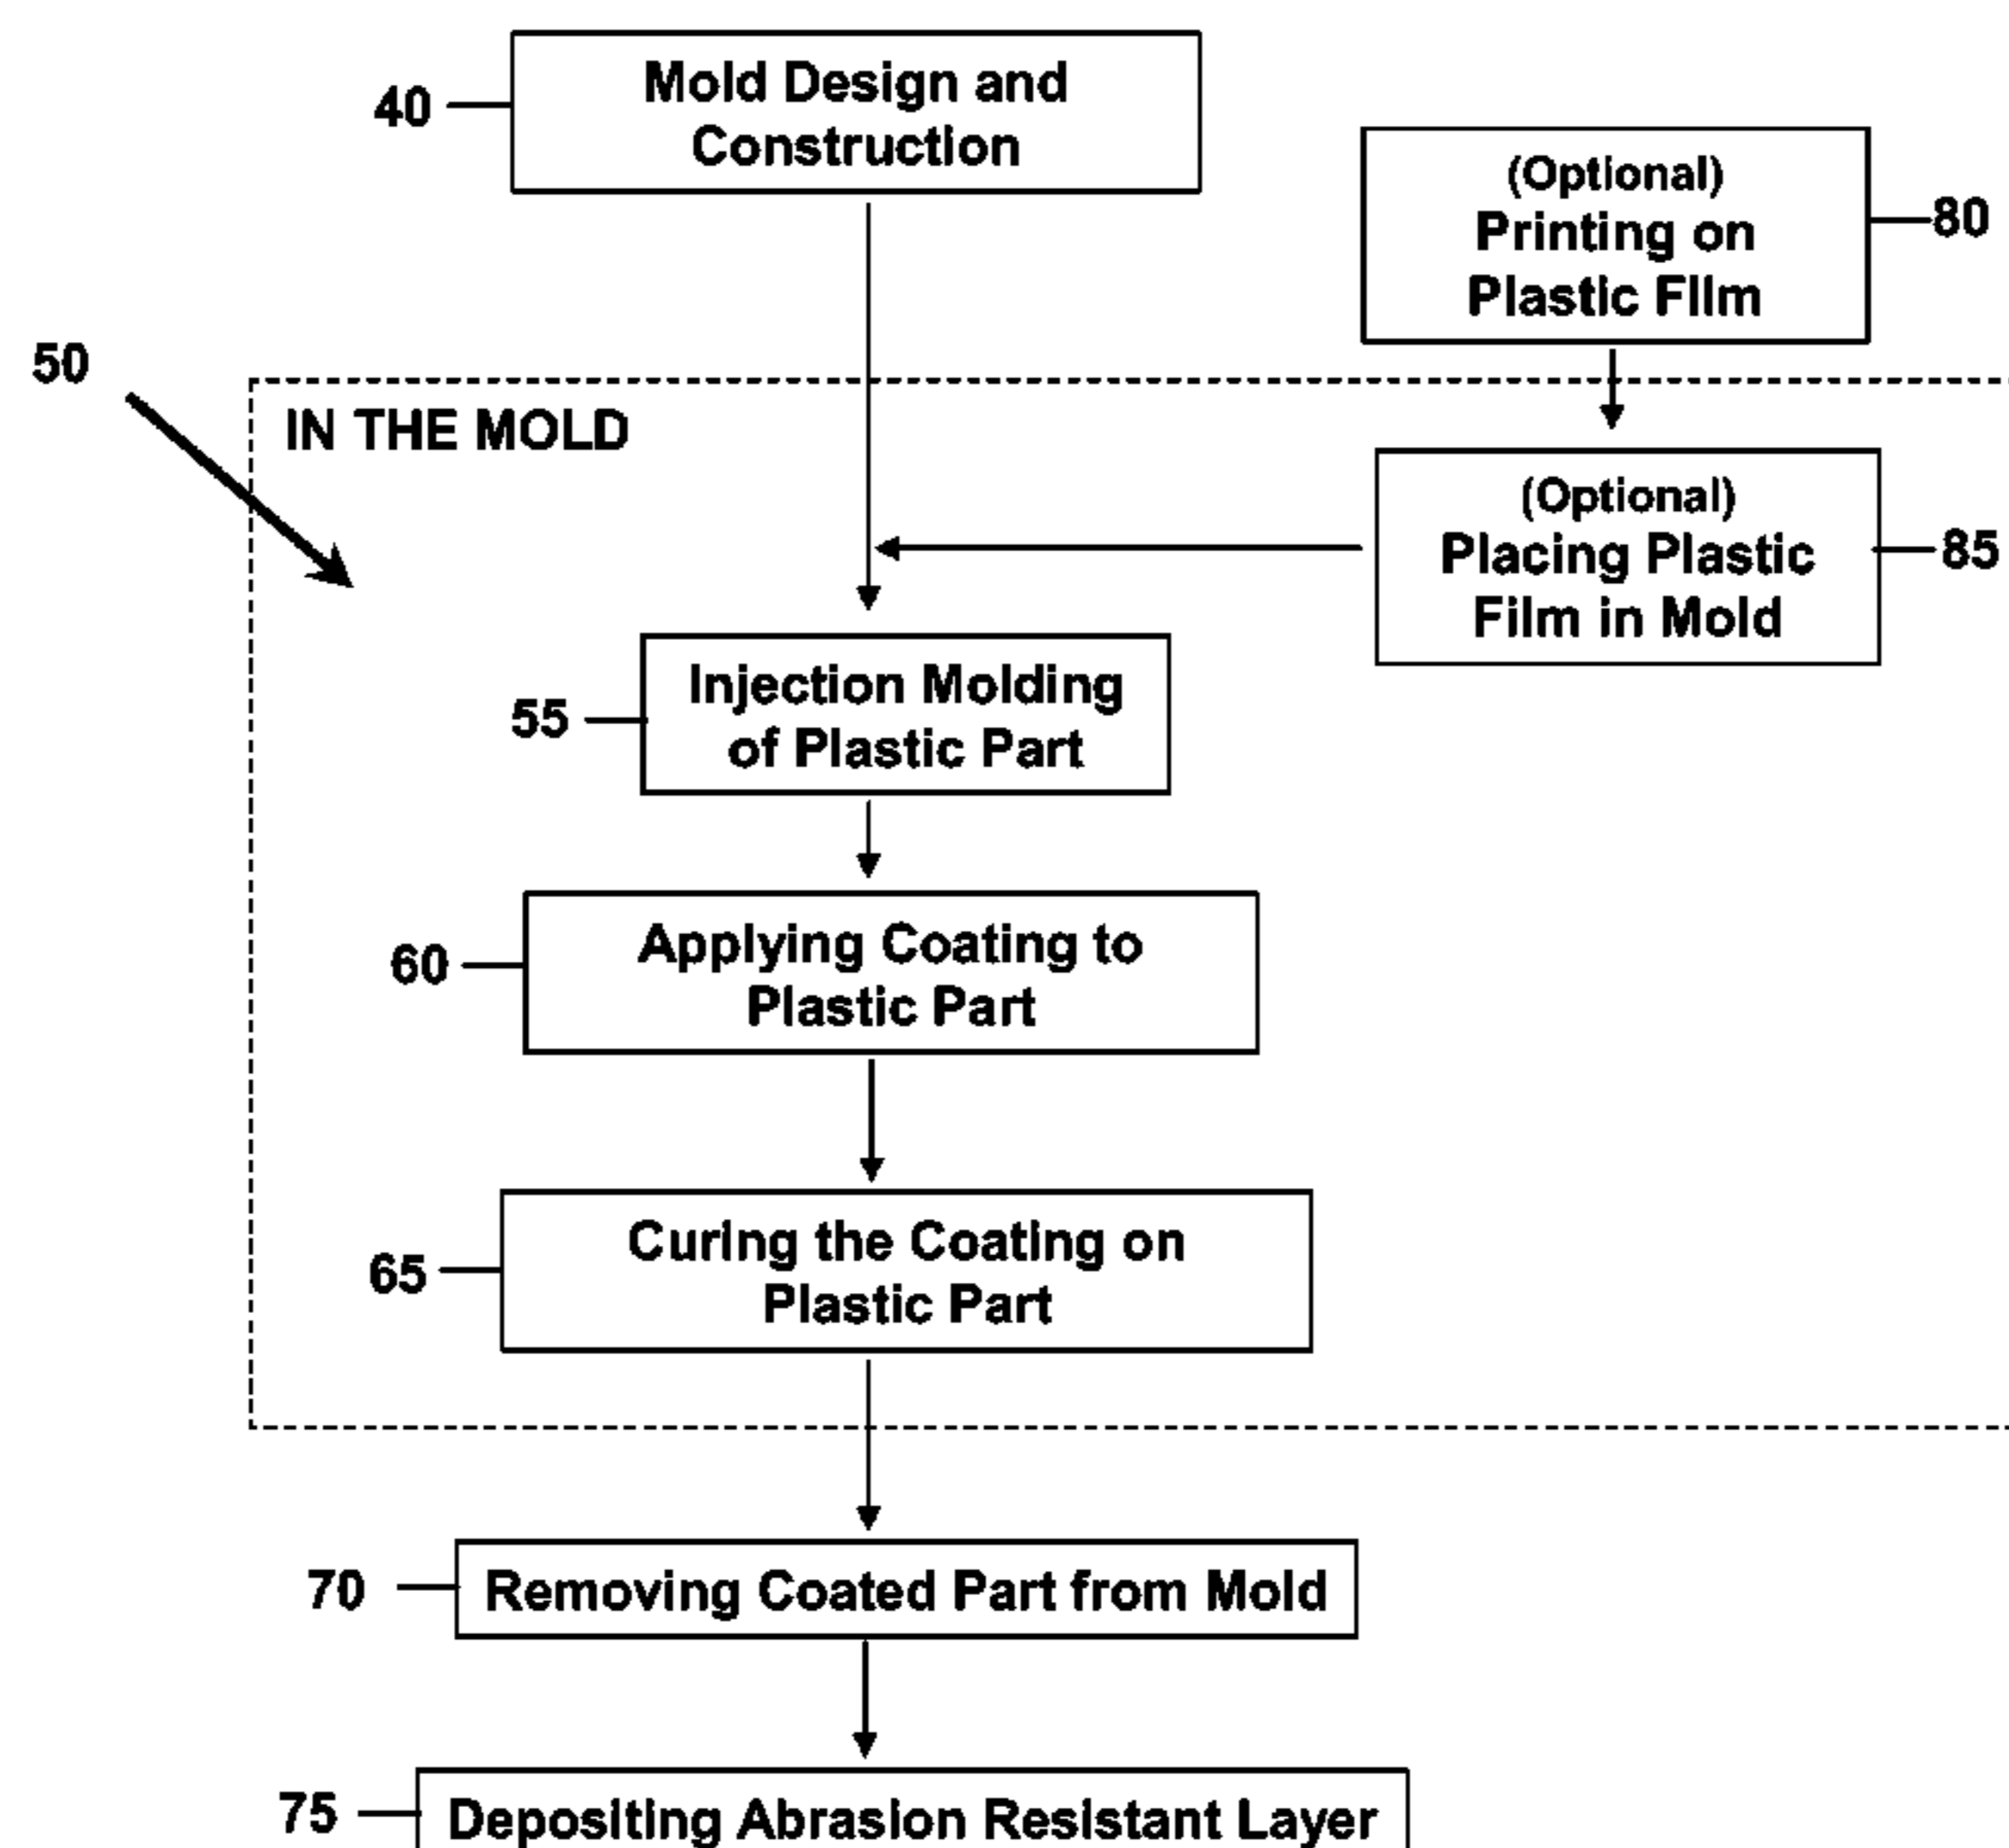 40
Mold Design and
Construction
(Optional)
Printing on
Plastic Film
80
50
IN THE MOLD
(Optional)
Placing Plastic
Film in Mold
85
55
Injection Molding
of Plastic Part
60
Applying Coating to
Plastic Part
65
Curing the Coating on
Plastic Part
70
Removing Coated Part from Mold
75
Depositing Abrasion Resistant Layer